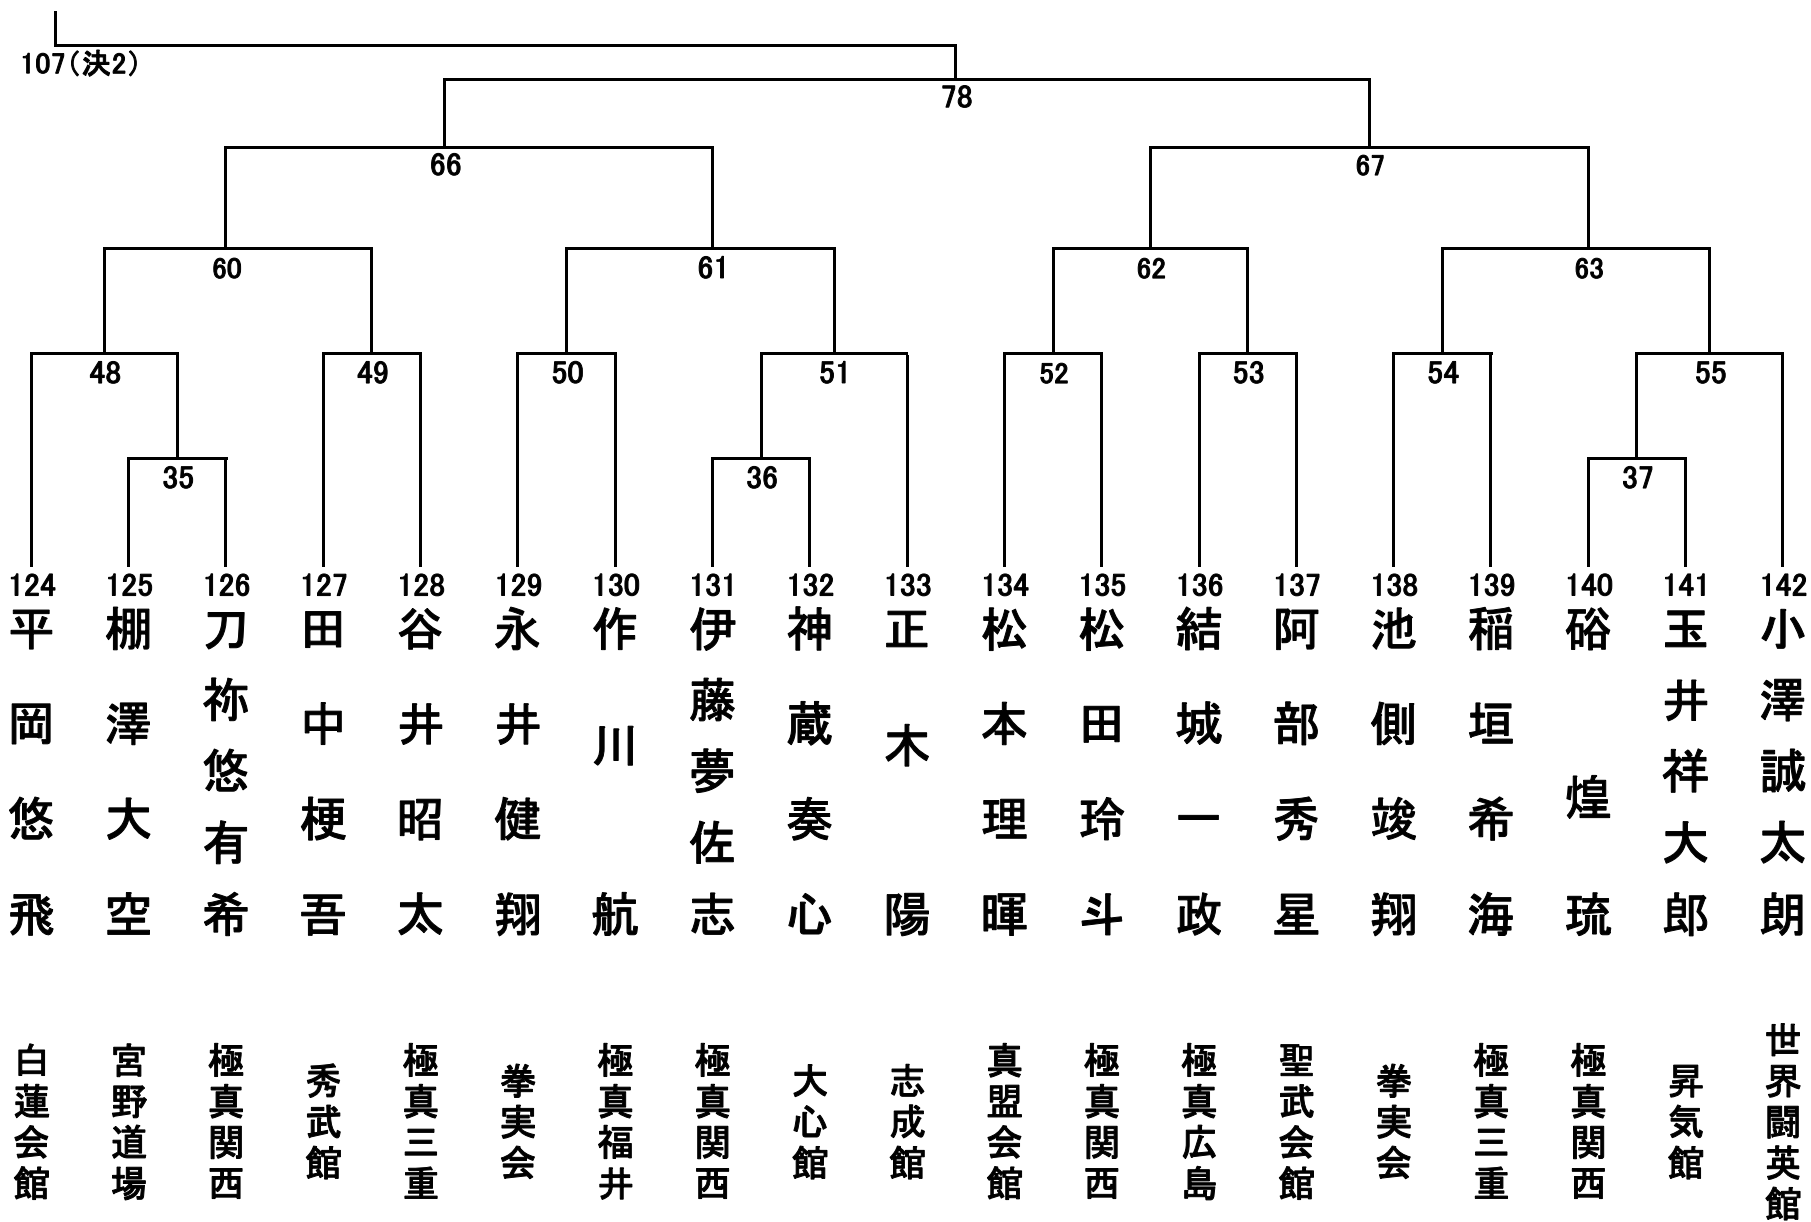 107(決2)
78
66
67
60
61
62
63
48
49
50
51
52
53
54
55
35
36
37
124
125
126
127
128
129
130
131
132
133
134
135
136
137
138
139
140
141
142
平岡悠飛
棚澤大空
刀祢悠有希
田中梗吾
谷井昭太
永井健翔
作川航
伊藤夢佐志
神蔵奏心
正木陽
松本理暉
松田玲斗
結城一政
阿部秀星
池側竣翔
稲垣希海
硲煌琉
玉井祥大郎
小澤誠太朗
白蓮会館
宮野道場
極真関西
秀武館
極真三重
拳実会
極真福井
極真関西
大心館
志成館
真盟会館
極真関西
極真広島
聖武会館
拳実会
極真三重
極真関西
昇気館
世界闘英館